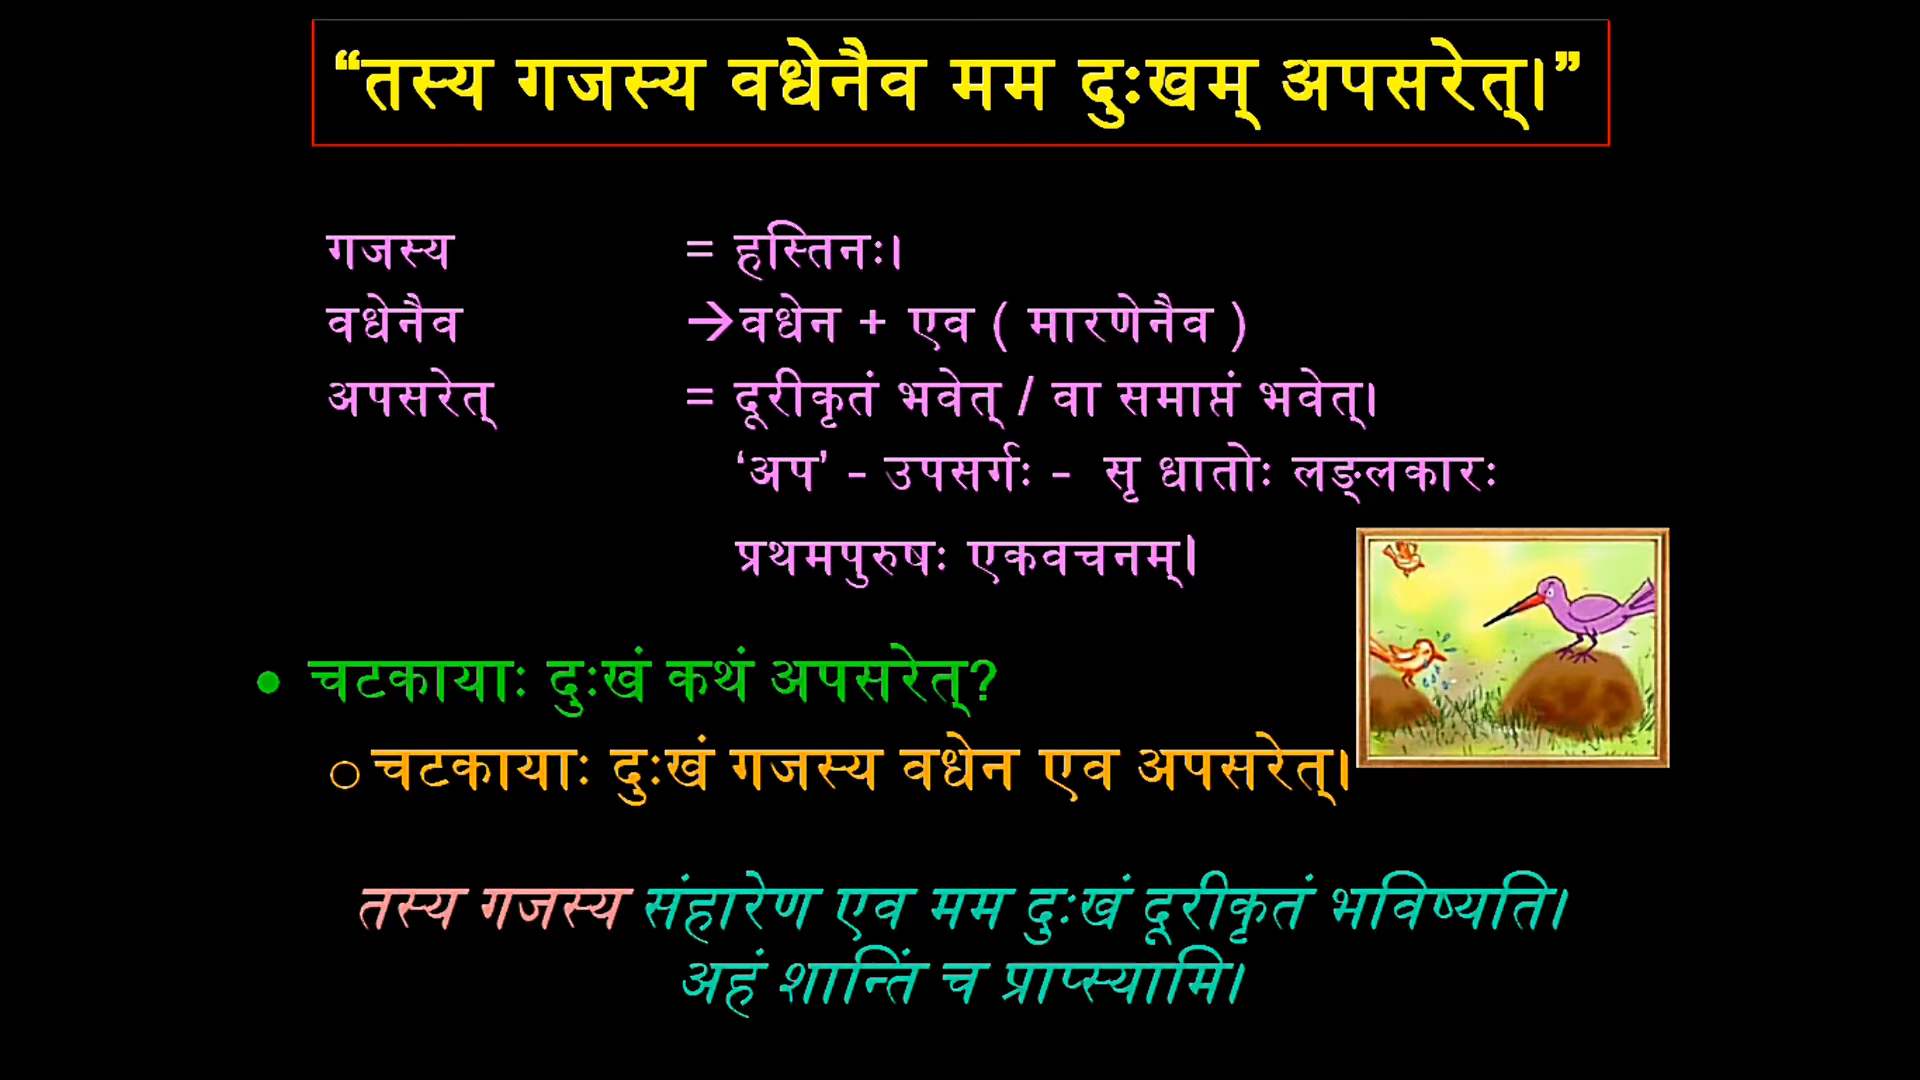 “तस्य गजस्य वधेनैव मम दुःखम् अपसरेत्।”
गजस्य = हस्तिनः।
वधेनैव →वधेन + एव ( मारणेनैव )
अपसरेत् = दूरीकृतं भवेत् / वा समाप्तं भवेत्।
‘अप’ - उपसर्गः - सृ धातोः लङ्लकारः
प्रथमपुरुषः एकवचनम्।
• चटकायाः दुःखं कथं अपसरेत्?
○ चटकायाः दुःखं गजस्य वधेन एव अपसरेत्।
तस्य गजस्य संहारेण एव मम दुःखं दूरीकृतं भविष्यति।
अहं शान्तिं च प्राप्स्यामि।